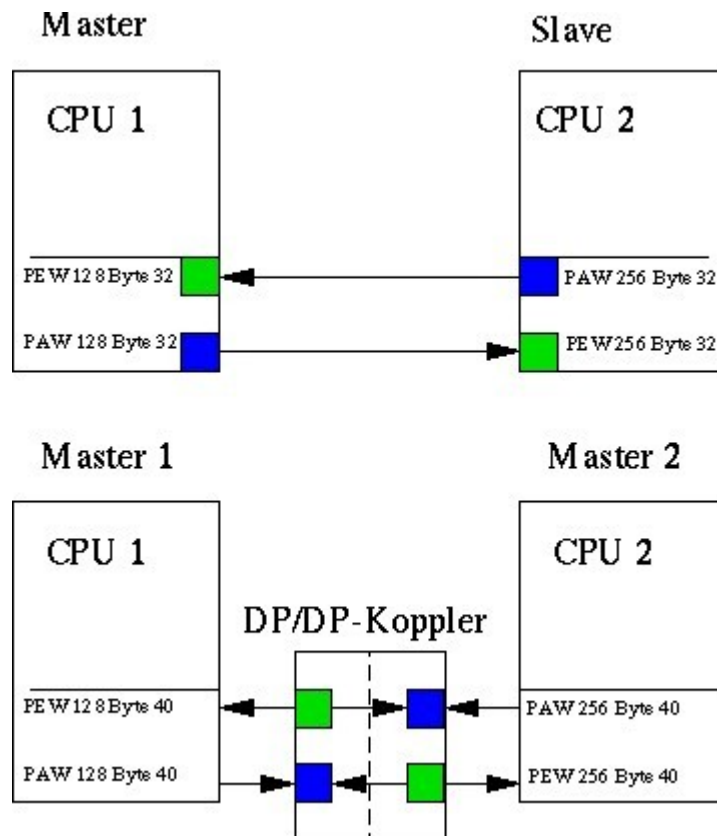 Master
Slave
CPU 1
CPU 2
PEW 128 Byte 32
PAW 256 Byte 32
PAW 128 Byte 32
PEW 256 Byte 32
Master 1
Master 2
CPU 1
CPU 2
DP/DP-Koppler
PEW 128 Byte 40
PAW 256 Byte 40
PAW 128 Byte 40
PEW 256 Byte 40